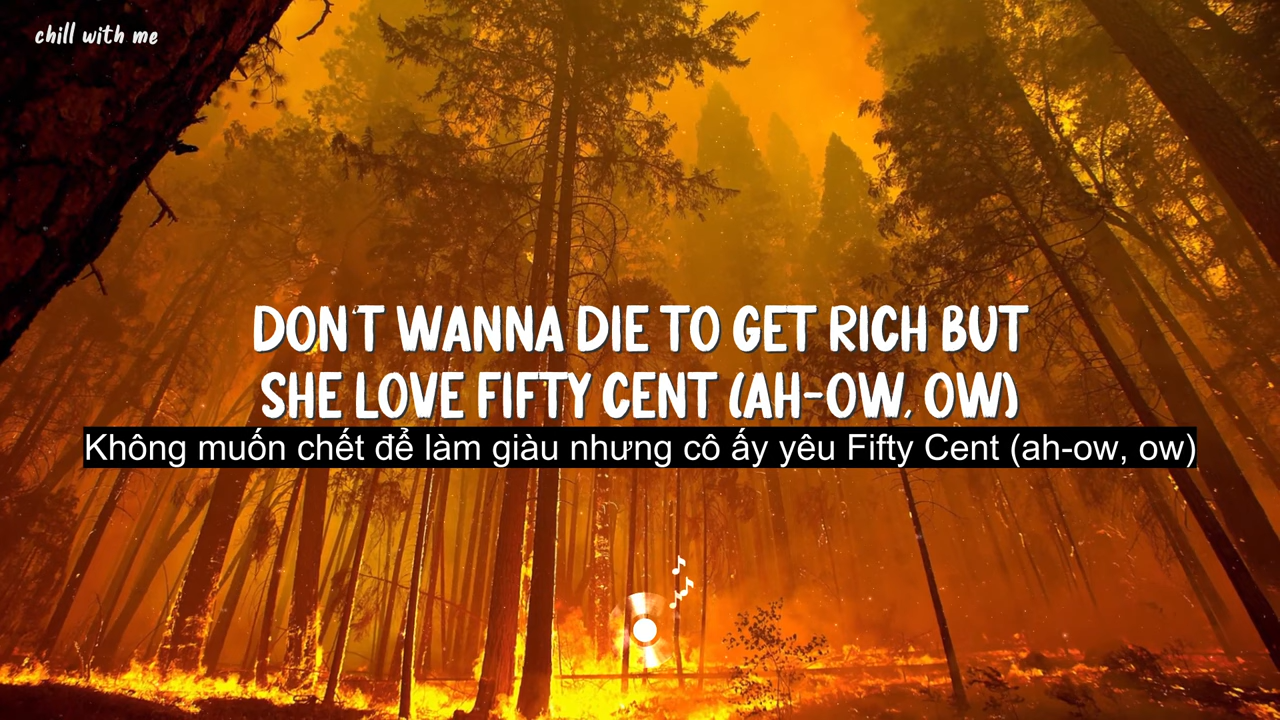 chill with me
DON'T WANNA DIE TO GET RICH BUT
SHE LOVE FIFTY CENT (AH-OW, OW)
Không muốn chết để làm giàu nhưng cô ấy yêu Fifty Cent (ah-ow, ow)